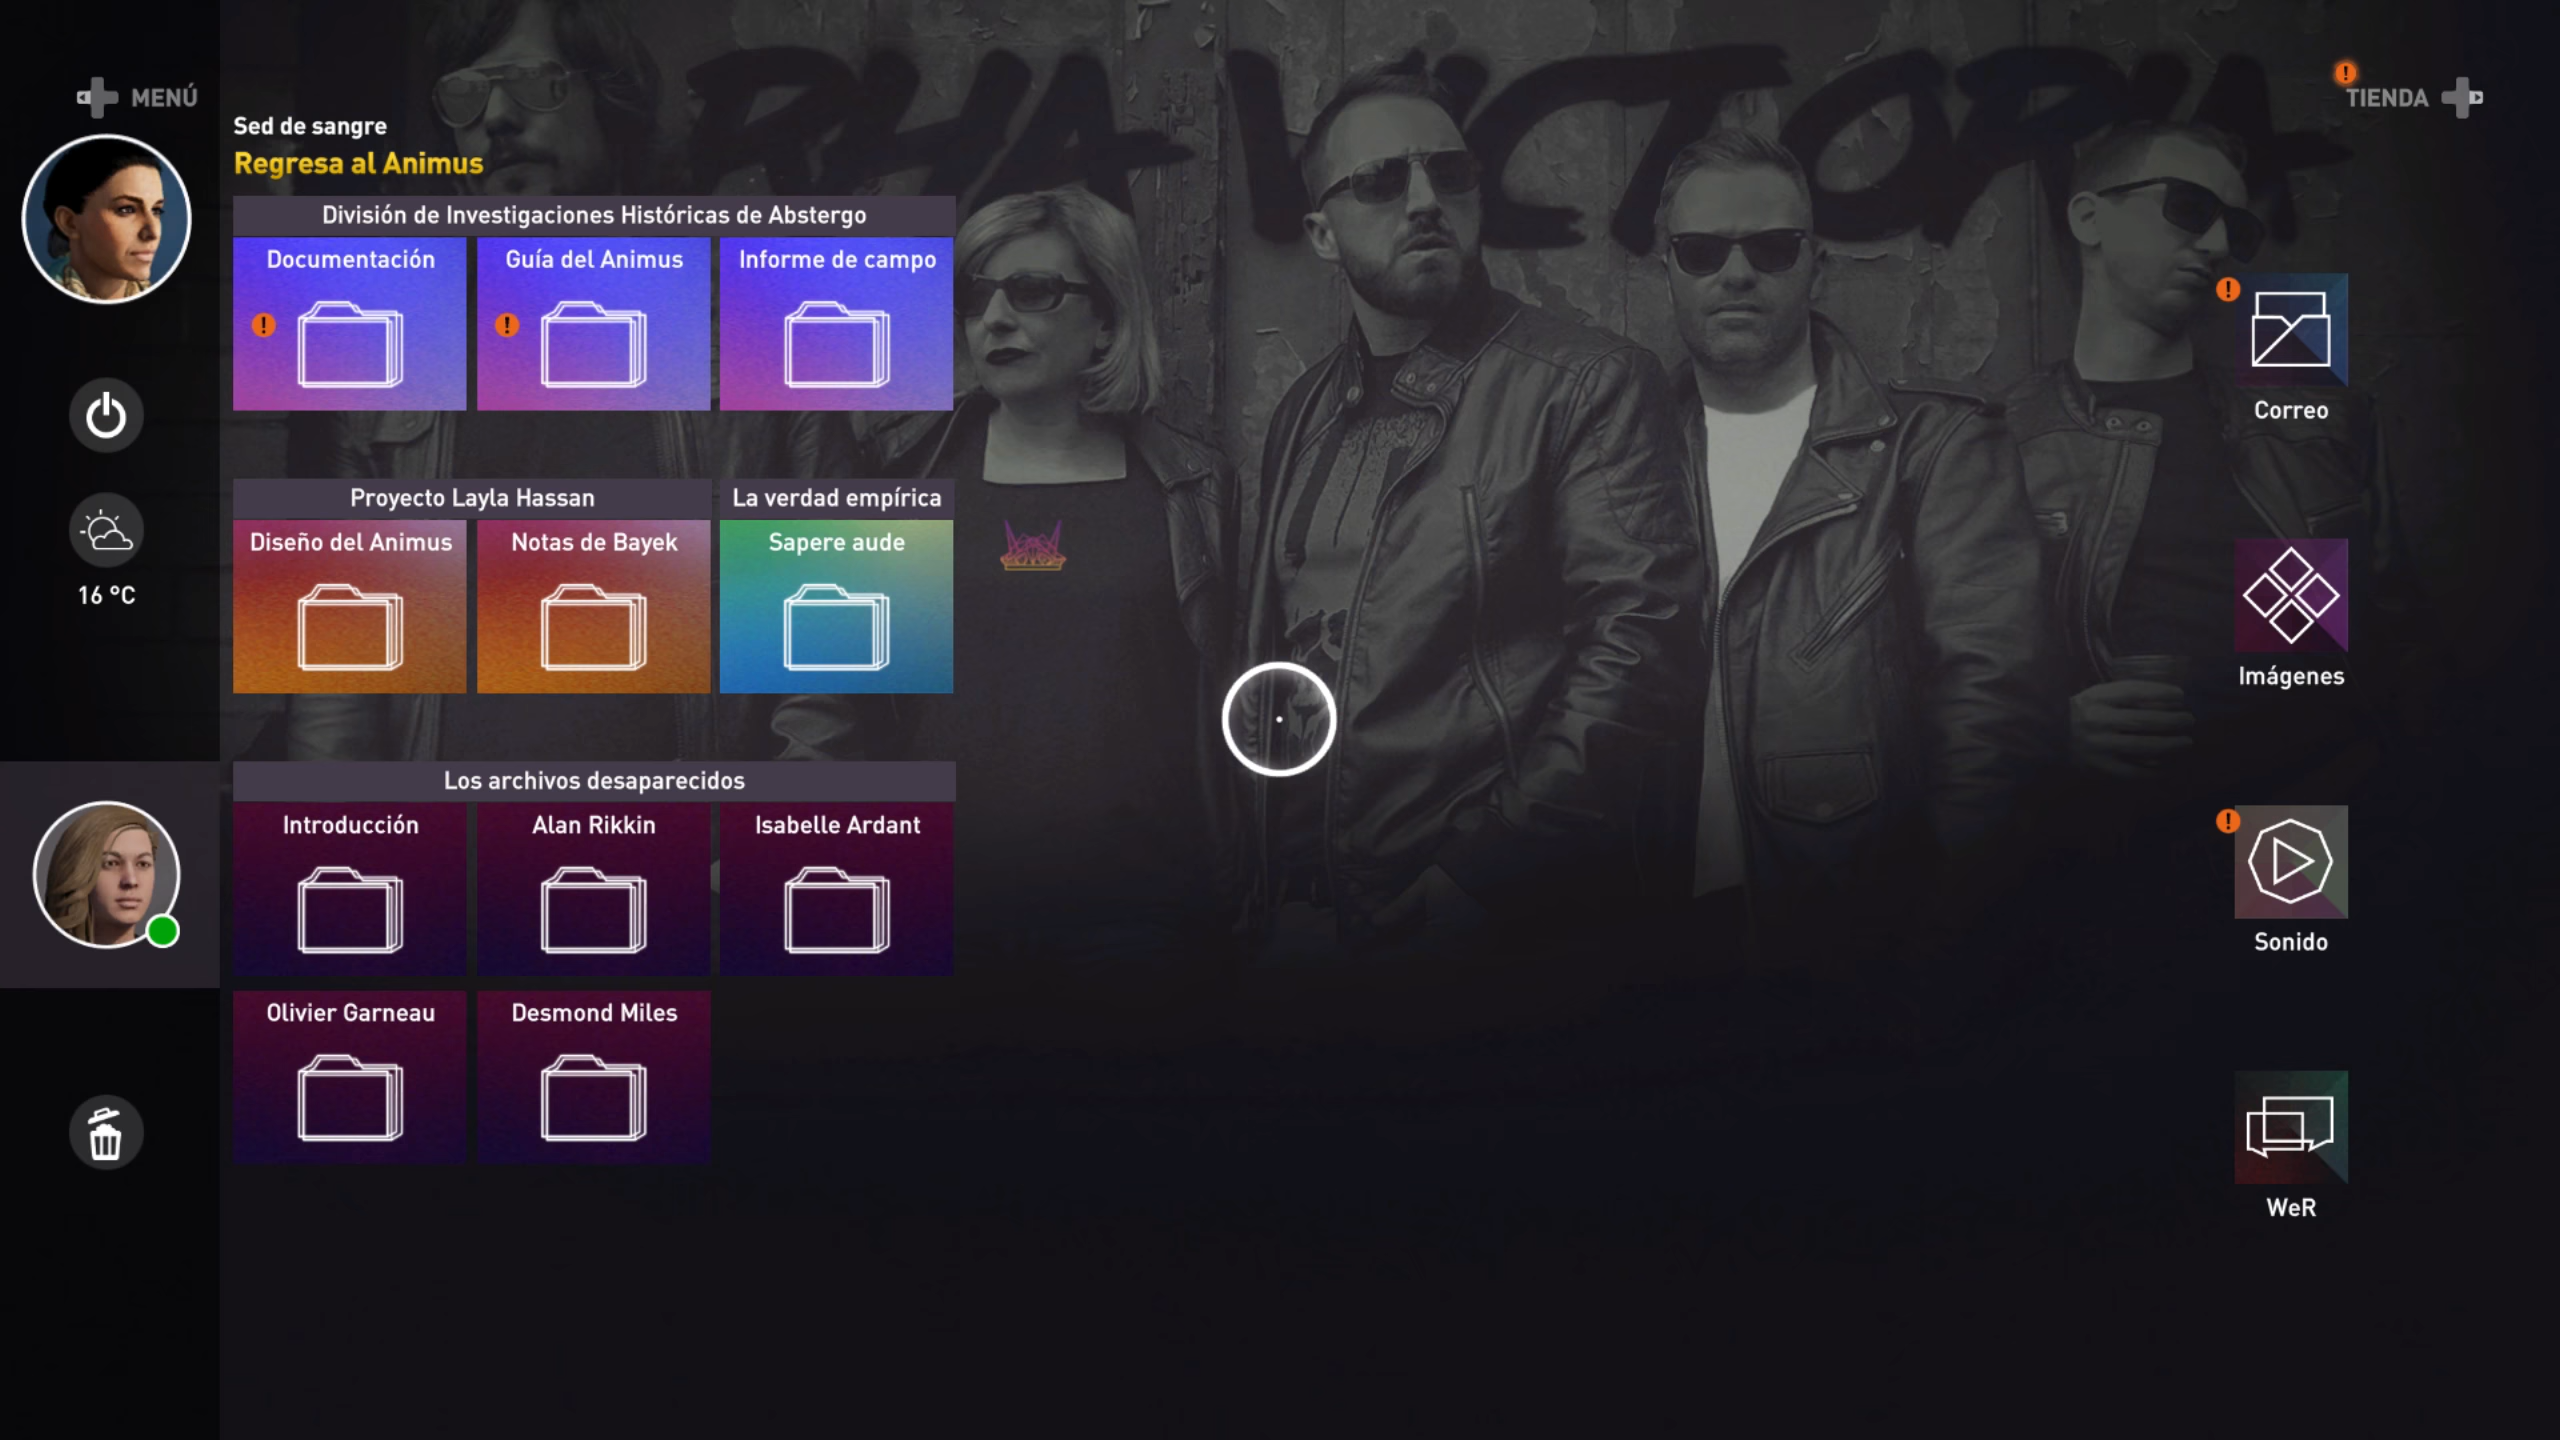 MENÚ
TIENDA
Sed de sangre
Regresa al Animus
División de Investigaciones Históricas de Abstergo
Documentación
Guía del Animus
Informe de campo
Correo
Proyecto Layla Hassan
La verdad empírica
Diseño del Animus
Notas de Bayek
Sapere aude
16 °C
Imágenes
Los archivos desaparecidos
Introducción
Alan Rikkin
Isabelle Ardant
Sonido
Olivier Garneau
Desmond Miles
WeR